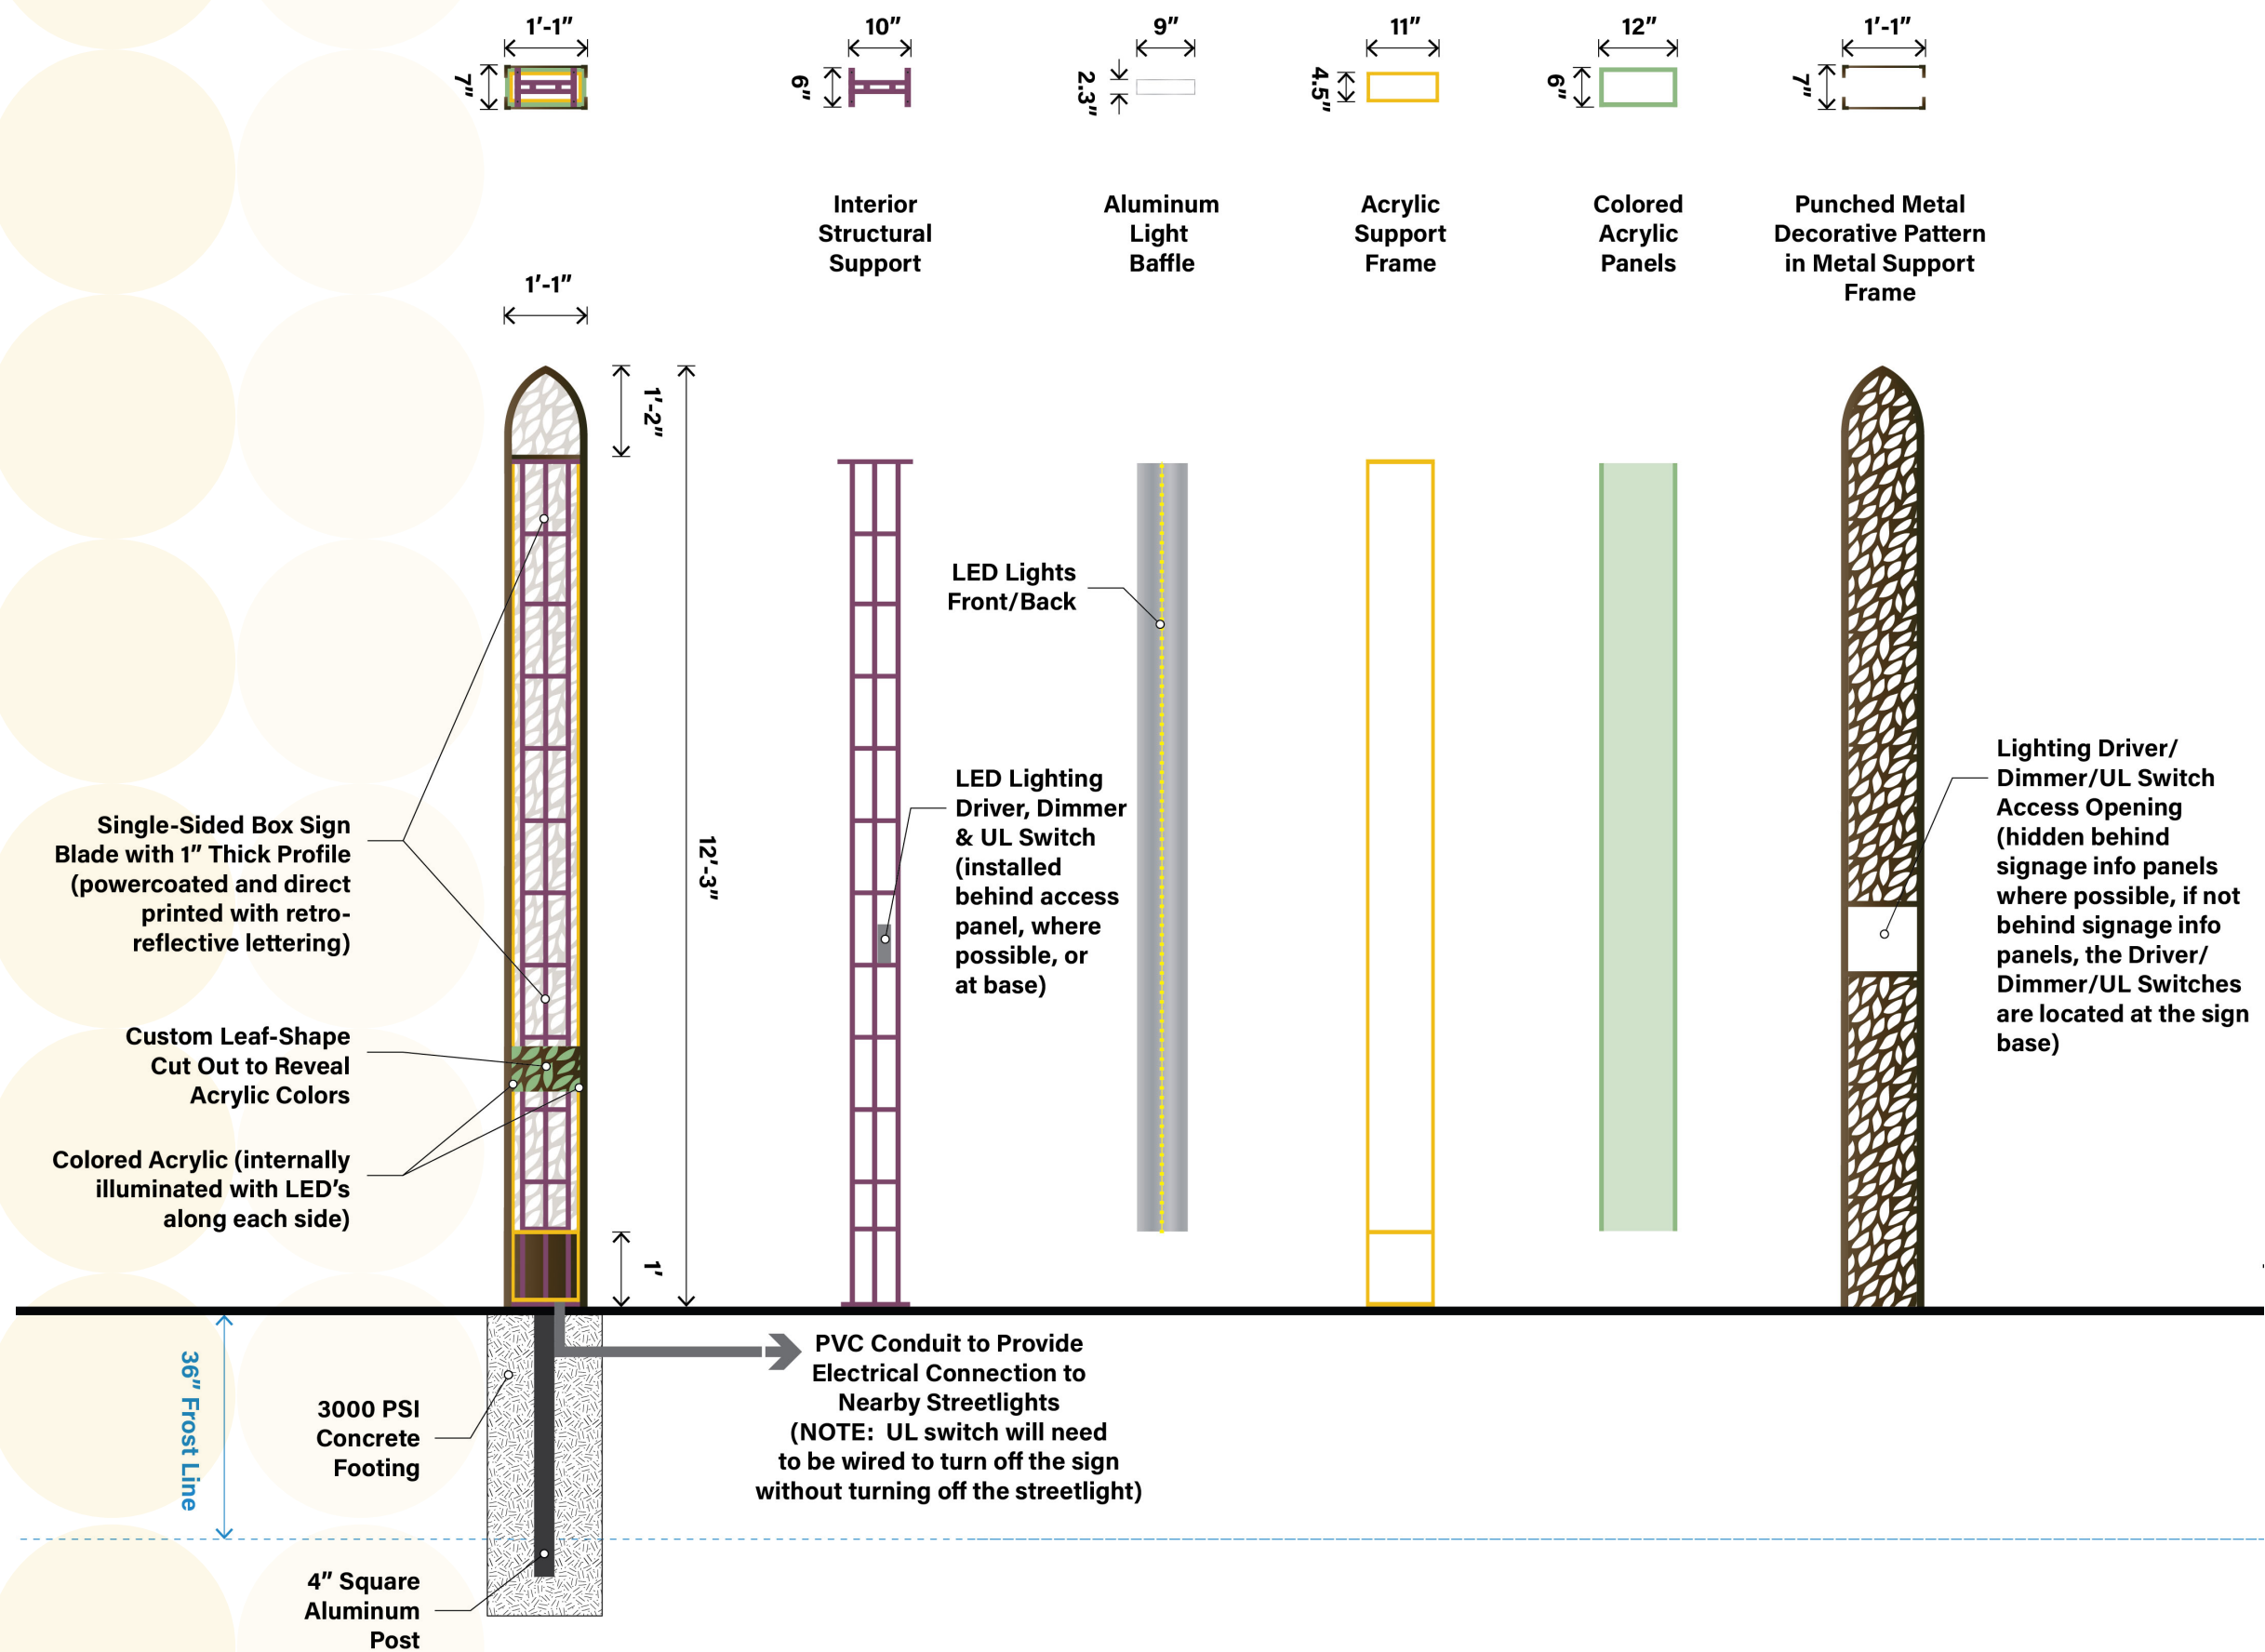 1’-1”
10”
9”
11”
12”
1’-1”
7”
6”
2.3”
4.5”
6”
7”
Interior
Structural
Support
Aluminum
Light
Baffle
Acrylic
Support
Frame
Colored
Acrylic
Panels
Punched Metal
Decorative Pattern
in Metal Support
Frame
1’-1”
1’-2”
12’-3”
1’
LED Lights
Front/Back
LED Lighting
Driver, Dimmer
& UL Switch
(installed
behind access
panel, where
possible, or
at base)
Lighting Driver/
Dimmer/UL Switch
Access Opening
(hidden behind
signage info panels
where possible, if not
behind signage info
panels, the Driver/
Dimmer/UL Switches
are located at the sign
base)
Single-Sided Box Sign
Blade with 1” Thick Profile
(powercoated and direct
printed with retro-
reflective lettering)
Custom Leaf-Shape
Cut Out to Reveal
Acrylic Colors
Colored Acrylic (internally
illuminated with LED’s
along each side)
36” Frost Line
3000 PSI
Concrete
Footing
4” Square
Aluminum
Post
PVC Conduit to Provide
Electrical Connection to
Nearby Streetlights
(NOTE: UL switch will need
to be wired to turn off the sign
without turning off the streetlight)